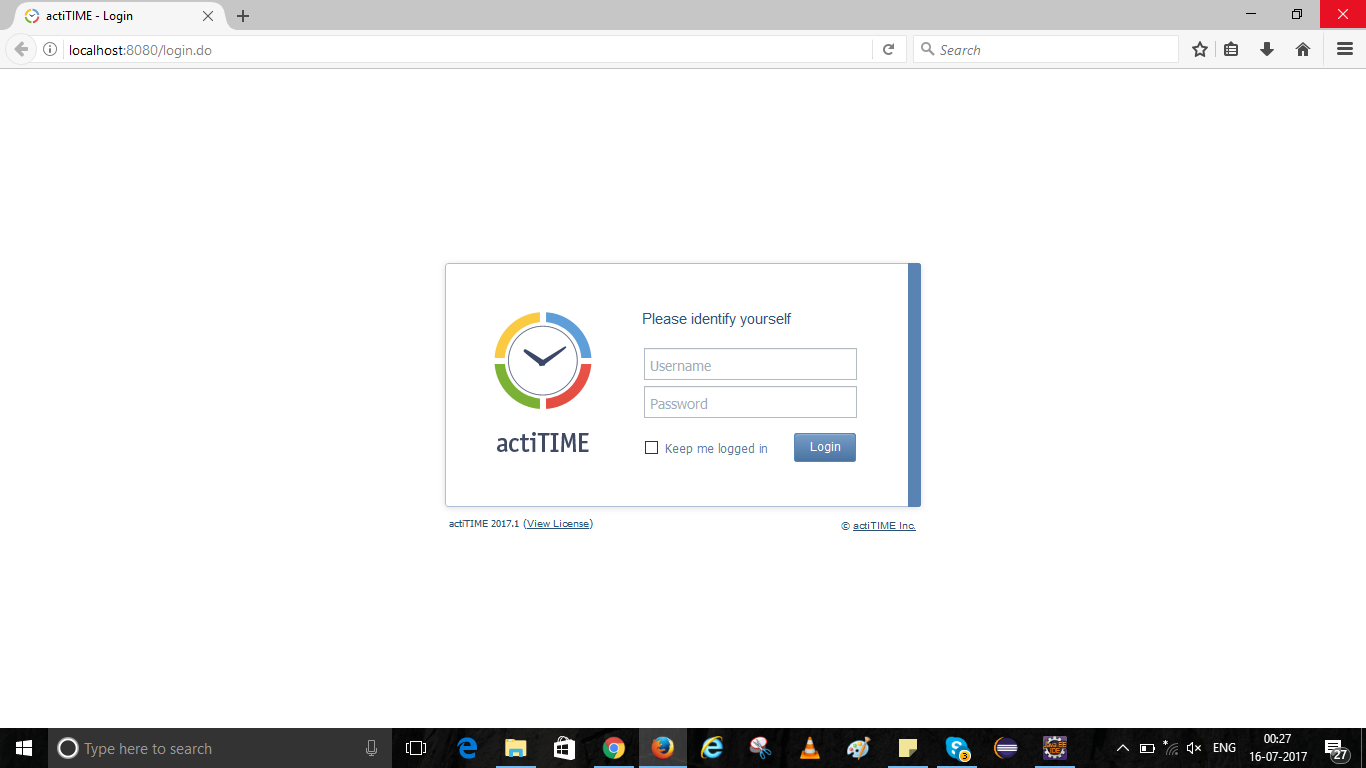 actiTIME - Login
localhost:8080/login.do
Search
Please identify yourself
Username
Password
Keep me logged in
Login
actiTIME
actiTIME 2017.1 (View License)
© actiTIME Inc.
Type here to search
3
ENG
00:27
16-07-2017
27